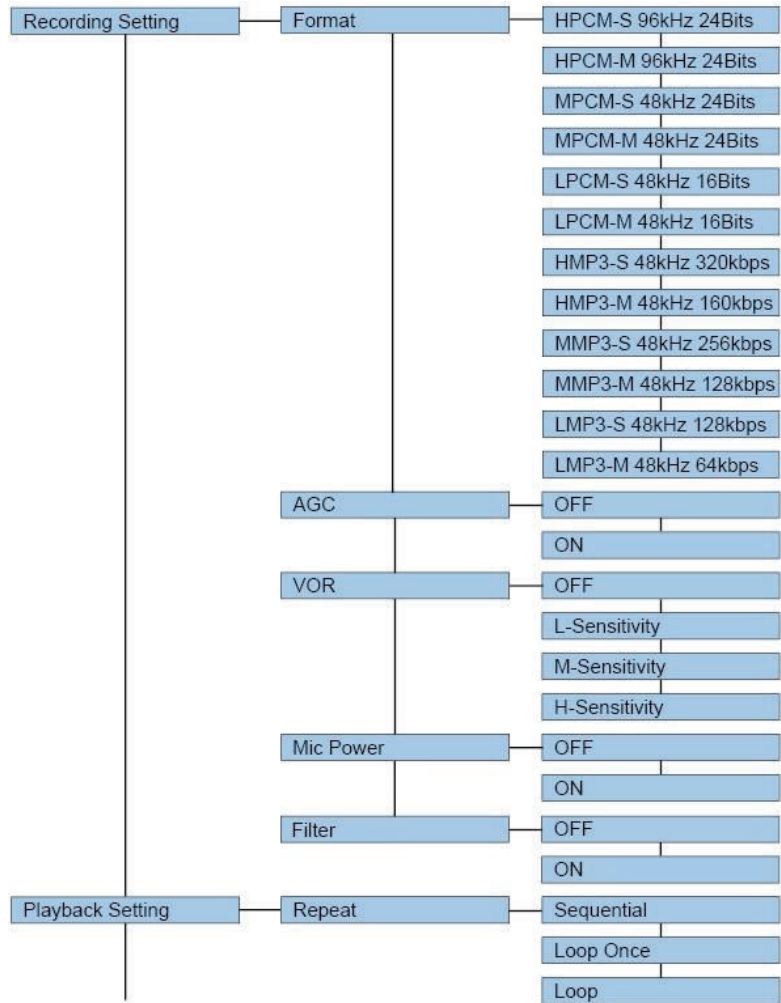 Recording Setting
Format
HPCM-S 96kHz 24Bits
HPCM-M 96kHz 24Bits
MPCM-S 48kHz 24Bits
MPCM-M 48kHz 24Bits
LPCM-S 48kHz 16Bits
LPCM-M 48kHz 16Bits
HMP3-S 48kHz 320kbps
HMP3-M 48kHz 160kbps
MMP3-S 48kHz 256kbps
MMP3-M 48kHz 128kbps
LMP3-S 48kHz 128kbps
LMP3-M 48kHz 64kbps
AGC
OFF
ON
VOR
OFF
L-Sensitivity
M-Sensitivity
H-Sensitivity
Mic Power
OFF
ON
Filter
OFF
ON
Playback Setting
Repeat
Sequential
Loop Once
Loop